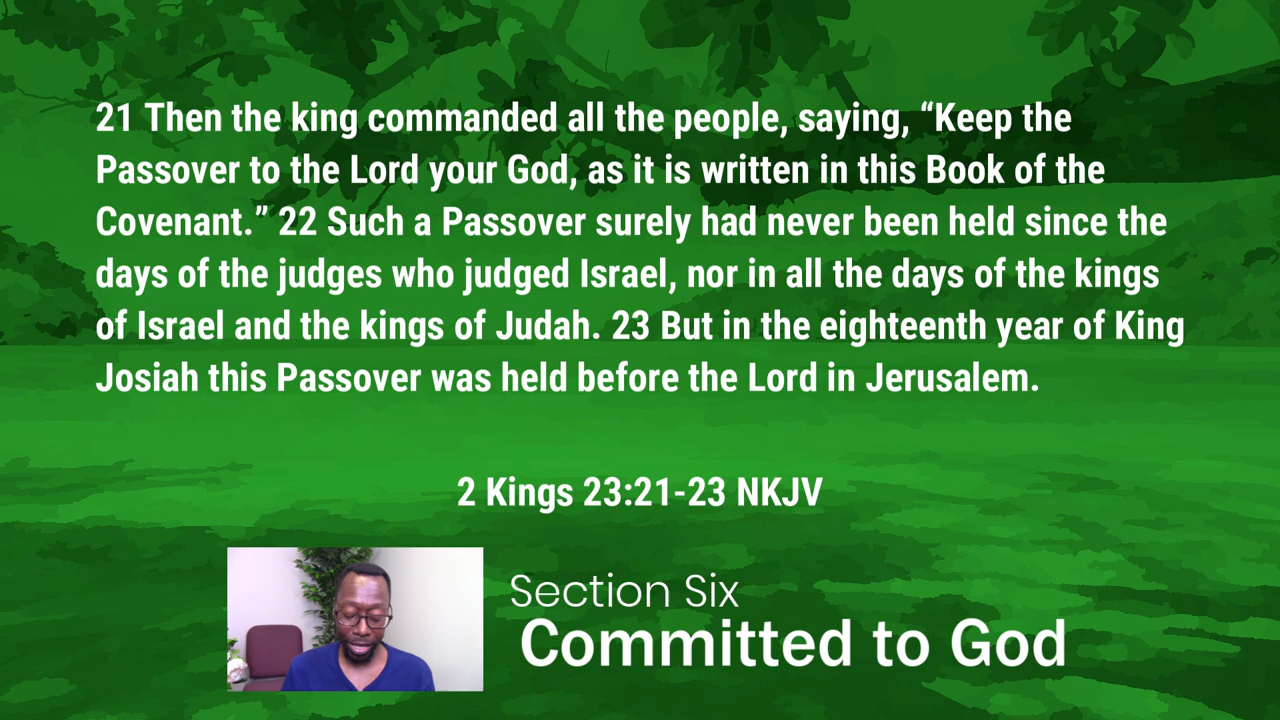 21 Then the king commanded all the people, saying, “Keep the
Passover to the Lord your God, as it is written in this Book of the
Covenant.” 22 Such a Passover surely had never been held since the
days of the judges who judged Israel, nor in all the days of the kings
of Israel and the kings of Judah. 23 But in the eighteenth year of King
Josiah this Passover was held before the Lord in Jerusalem.
2 Kings 23:21-23 NKJV
Section Six
Committed to God